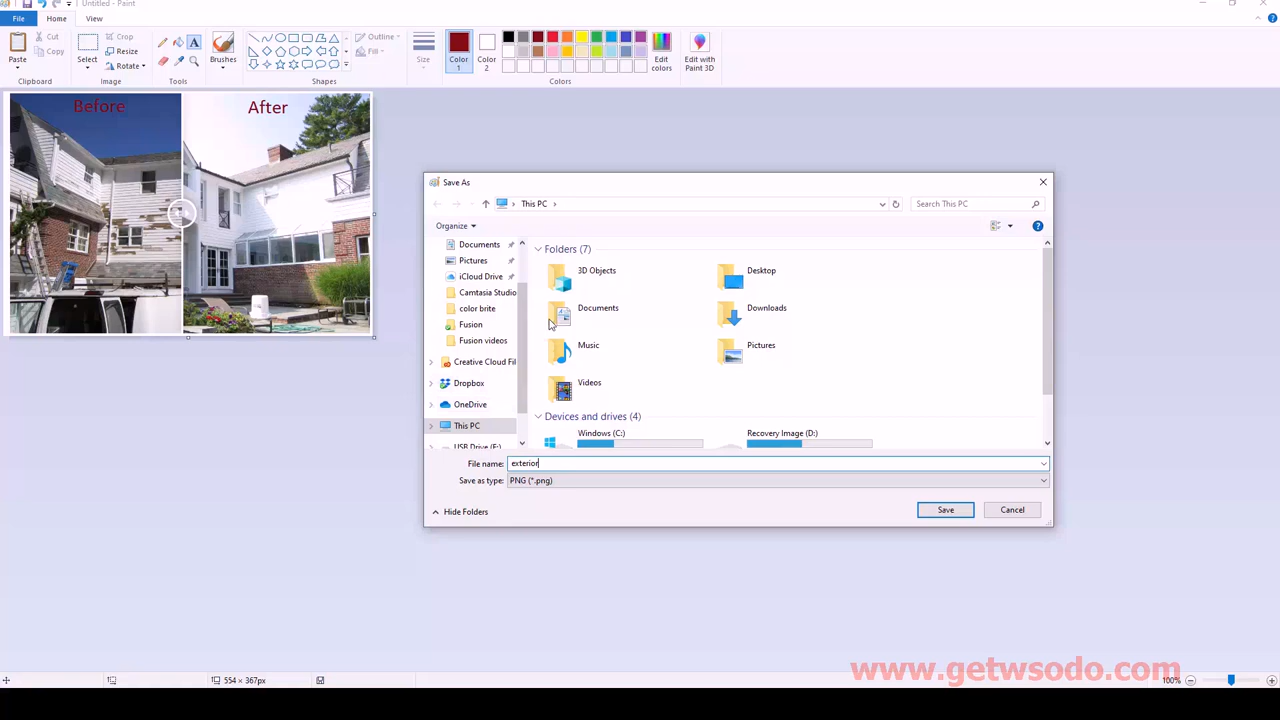 Untitled - Paint
File Home View
Cut
Copy
Paste
Clipboard
Select
Crop
Resize
Rotate
Image
Tools
Brushes
Shapes
Outline
Fill
Size
Color 1
Color 2
Edit colors
Colors
Edit with Paint 3D
Before
After
Save As
This PC
Search This PC
Organize
Documents
Pictures
iCloud Drive
Camtasia Studio
color brite
Fusion
Fusion videos
Creative Cloud Fil
Dropbox
OneDrive
This PC
USB Drive (F:)
Folders (7)
3D Objects
Desktop
Documents
Downloads
Music
Pictures
Videos
Devices and drives (4)
Windows (C:)
Recovery Image (D:)
File name: exterior
Save as type: PNG (*.png)
Hide Folders
Save
Cancel
www.getwsodo.com
554 × 367px
100%